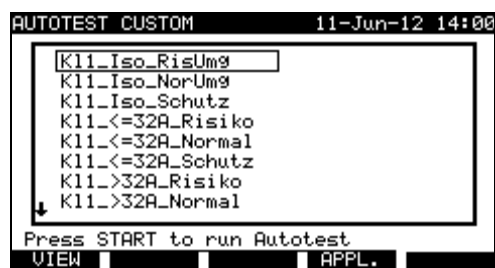 AUTOTEST CUSTOM 11-Jun-12 14:00
Kl1_Iso_RisUmg
Kl1_Iso_NorUmg
Kl1_Iso_Schutz
Kl1_<=32A_Risiko
Kl1_<=32A_Normal
Kl1_<=32A_Schutz
Kl1_>32A_Risiko
Kl1_>32A_Normal
Press START to run Autotest
VIEW APPL.